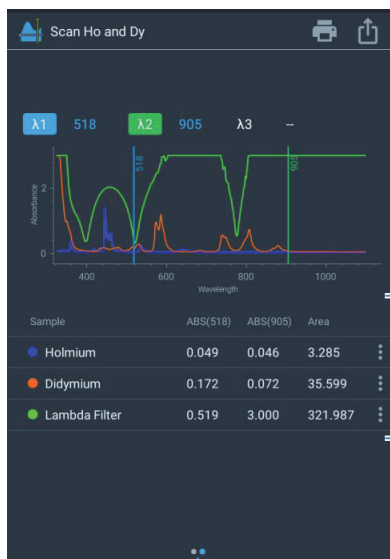 Scan Ho and Dy
λ1 518 λ2 905 λ3 --
518
905
Absorbance
2
0
400 600 800 1000
Wavelength
Sample ABS(518) ABS(905) Area
Holmium 0.049 0.046 3.285
Didymium 0.172 0.072 35.599
Lambda Filter 0.519 3.000 321.987